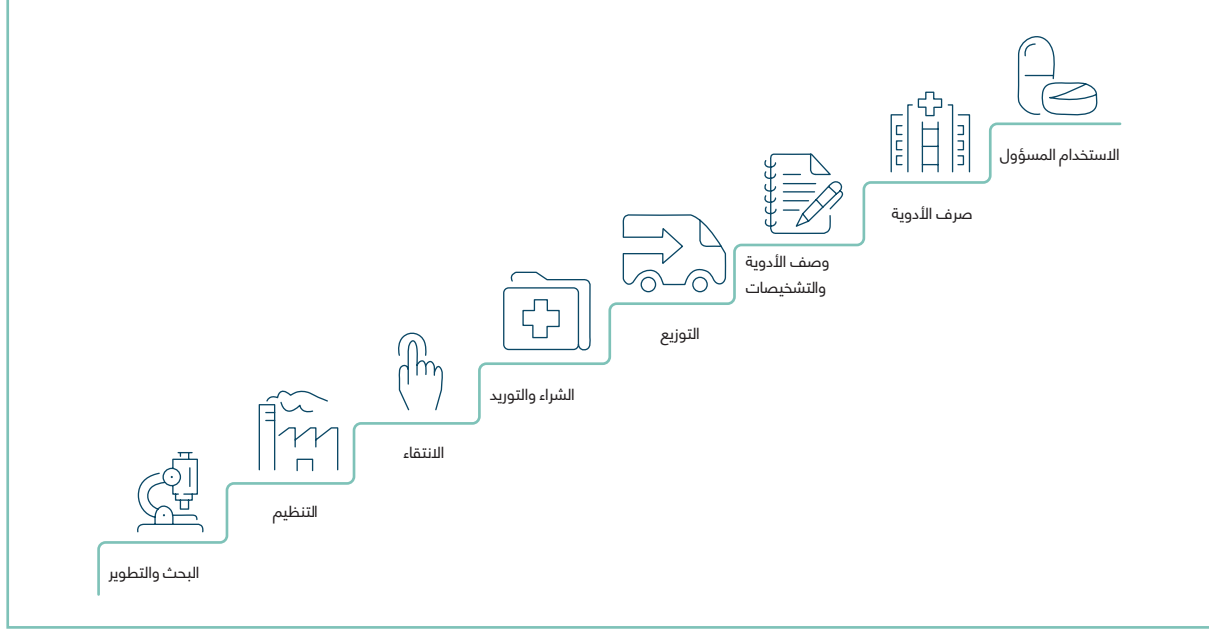 البحث والتطوير
التنظيم
الانتقاء
الشراء والتوريد
التوزيع
وصف الأدوية
والتشخيصات
صرف الأدوية
الاستخدام المسؤول